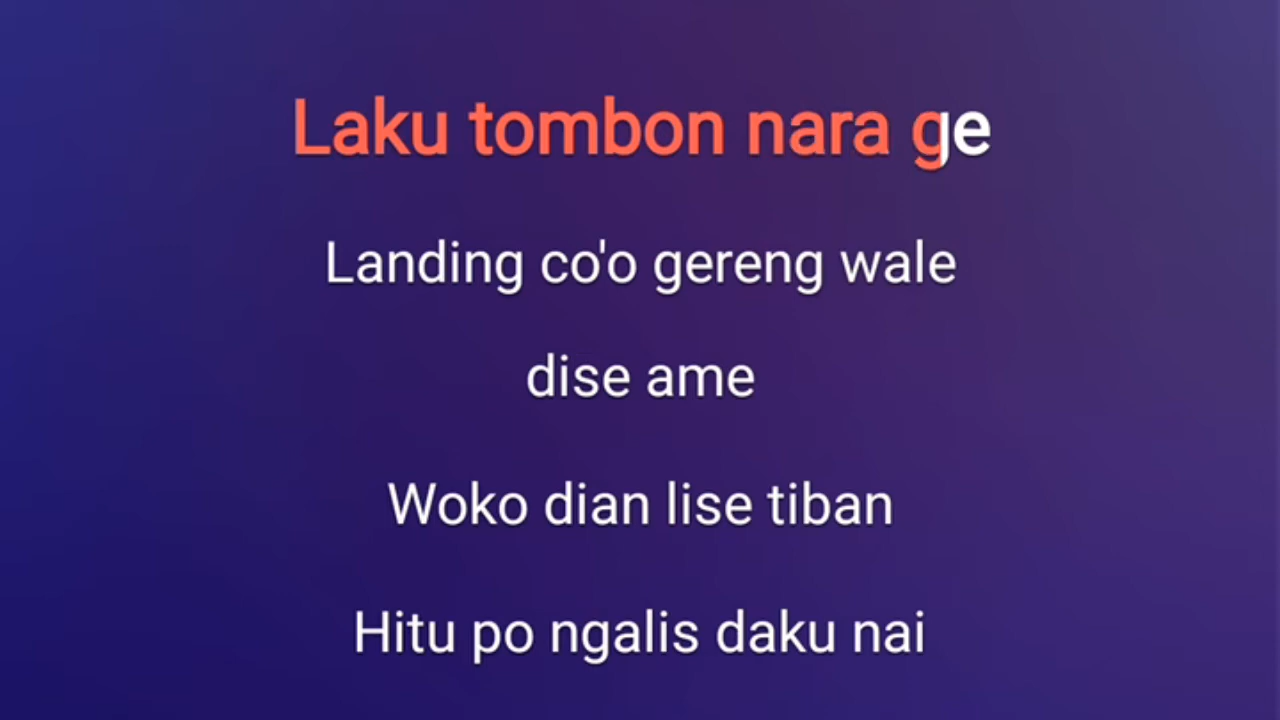 Laku tombon nara ge
Landing co'o gereng wale
dise ame
Woko dian lise tiban
Hitu po ngalis daku nai